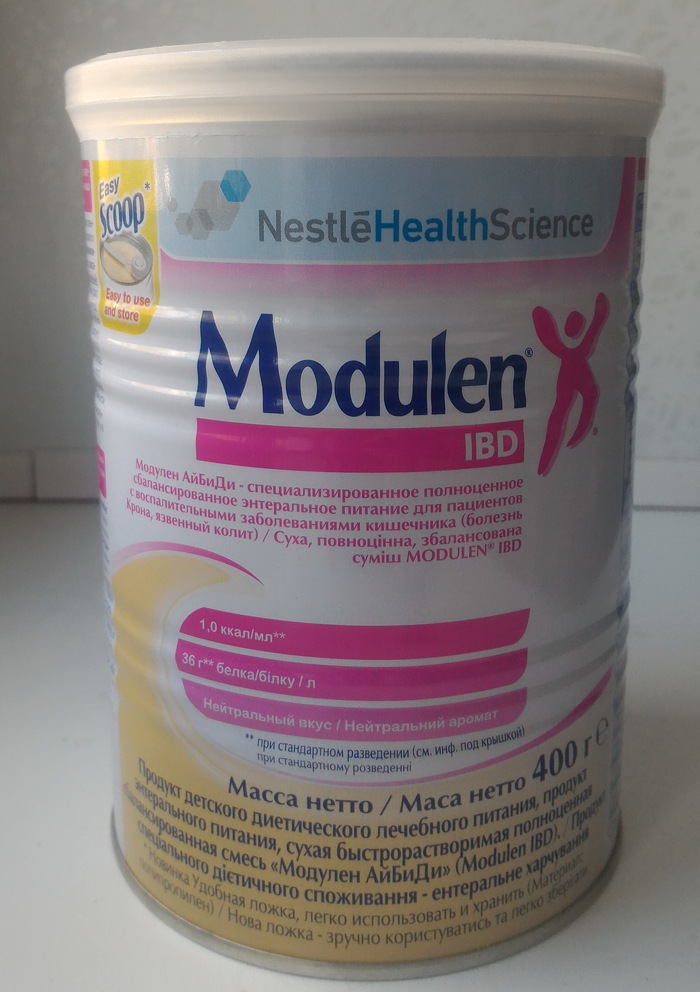 Easy
Scoop*
Easy to use
and store
NestléHealthScience
Modulen®
IBD
Модулен АйБиДи - специализированное полноценное
сбалансированное энтеральное питание для пациентов
с воспалительными заболеваниями кишечника (болезнь
Крона, язвенный колит) / Суха, повноцінна, збалансована
суміш MODULEN® IBD
1,0 ккал/мл**
36 г** белка/білку / л
Нейтральный вкус / Нейтральний аромат
** при стандартном разведении (см. инф. под крышкой)
при стандартному розведенні
Масса нетто / Маса нетто 400 г ℮
Продукт детского диетического лечебного питания, продукт
энтерального питания, сухая быстрорастворимая полноценная
сбалансированная смесь «Модулен АйБиДи» (Modulen IBD). / Продукт
спеціального дієтичного споживання - ентеральне харчування
* Новинка Удобная ложка, легко использовать и хранить (Материал:
полипропилен) / Нова ложка - зручно користуватись та легко зберігати